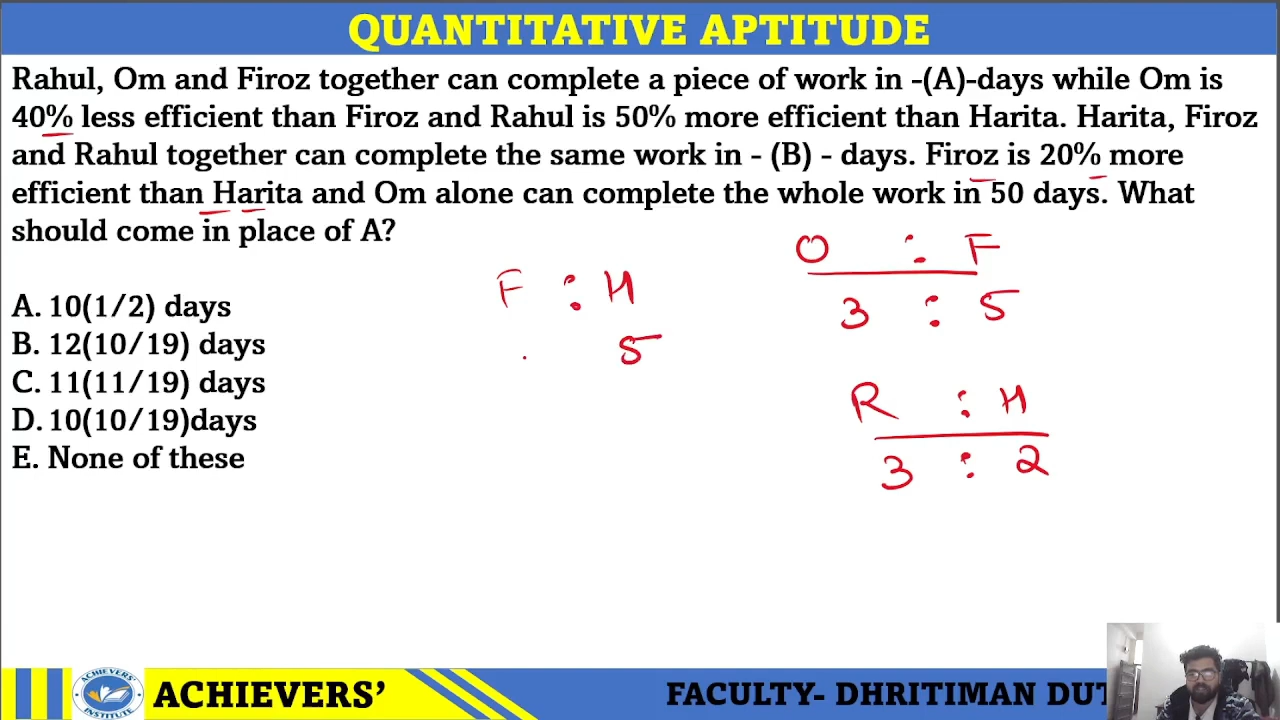 QUANTITATIVE APTITUDE
Rahul, Om and Firoz together can complete a piece of work in -(A)-days while Om is
40% less efficient than Firoz and Rahul is 50% more efficient than Harita. Harita, Firoz
and Rahul together can complete the same work in - (B) - days. Firoz is 20% more
efficient than Harita and Om alone can complete the whole work in 50 days. What
should come in place of A?
O : F
3 : 5
F : H
5
R : H
3 : 2
A. 10(1/2) days
B. 12(10/19) days
C. 11(11/19) days
D. 10(10/19)days
E. None of these
ACHIEVERS'
INSTITUTE
ACHIEVERS’
FACULTY- DHRITIMAN DUT